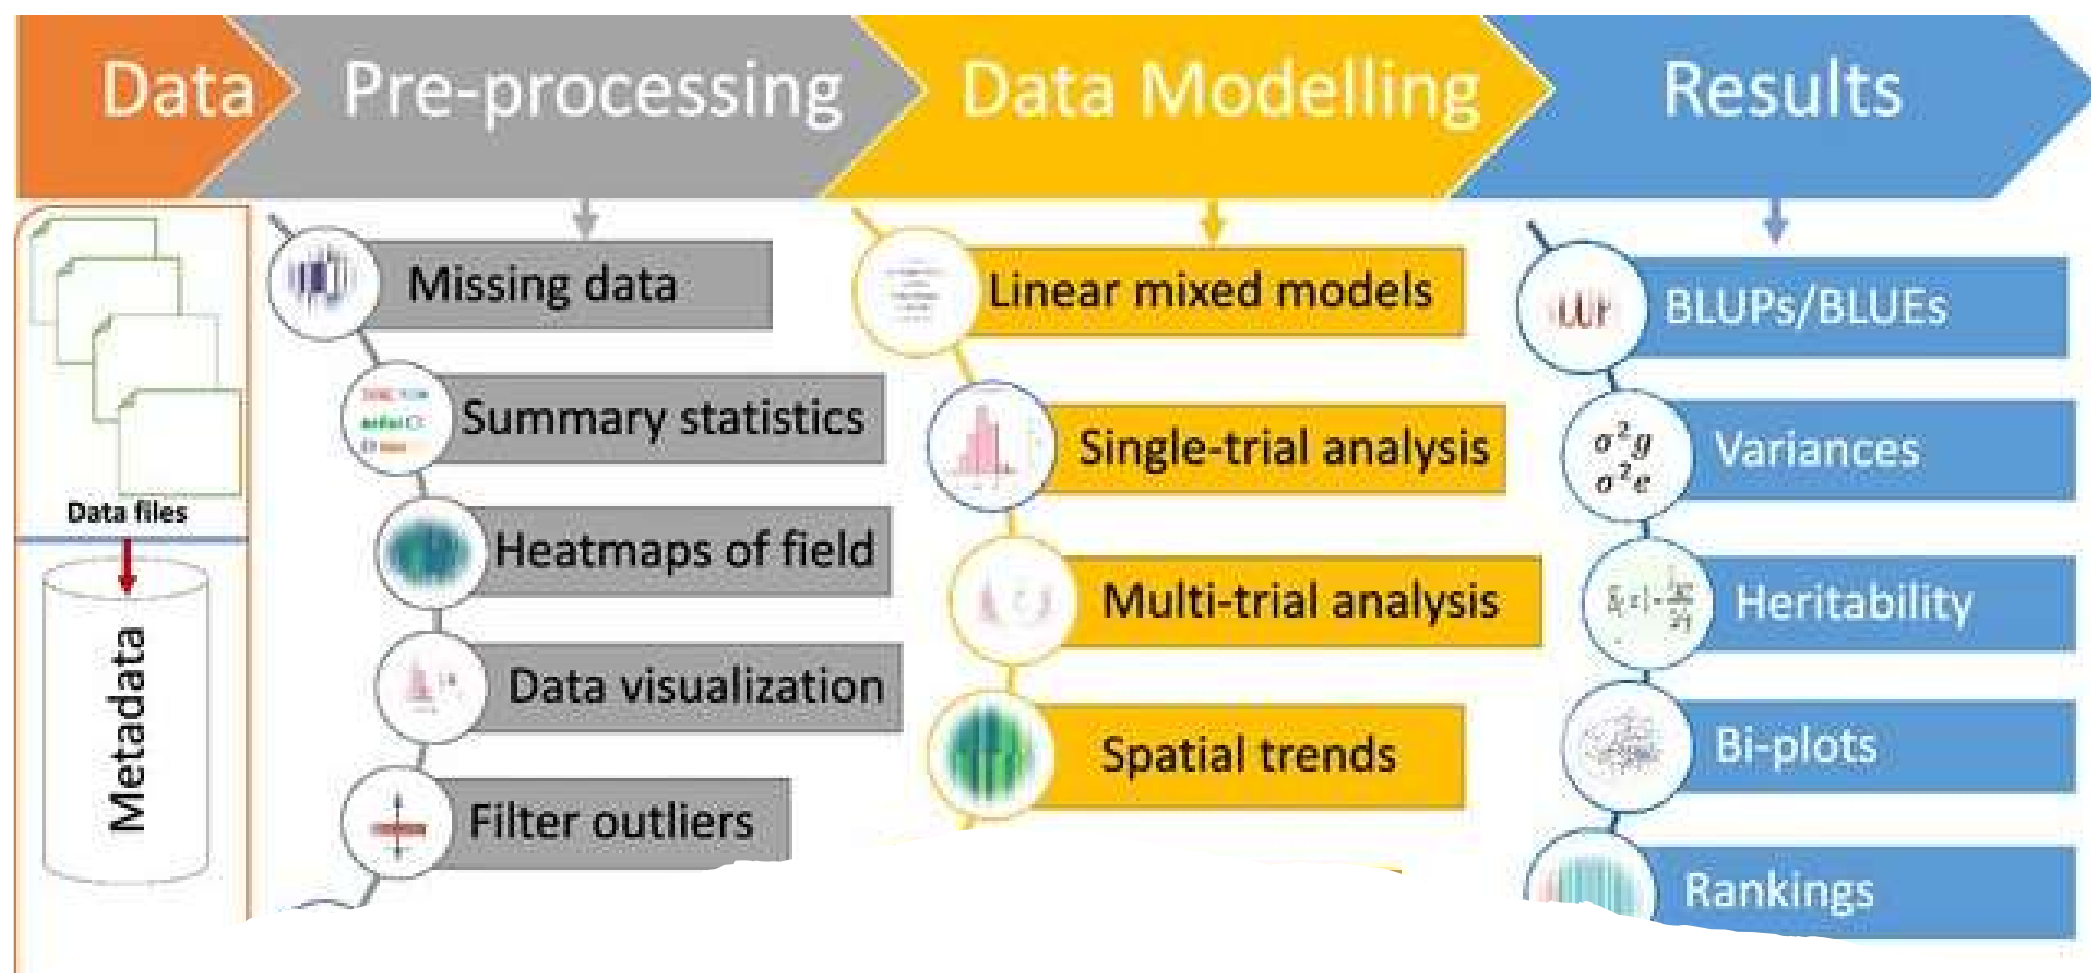 Data
Pre-processing
Data Modelling
Results
Data files
Metadata
Missing data
Summary statistics
Heatmaps of field
Data visualization
Filter outliers
Linear mixed models
Single-trial analysis
Multi-trial analysis
Spatial trends
BLUPs/BLUEs
σ²g
σ²e
Variances
Heritability
Bi-plots
Rankings